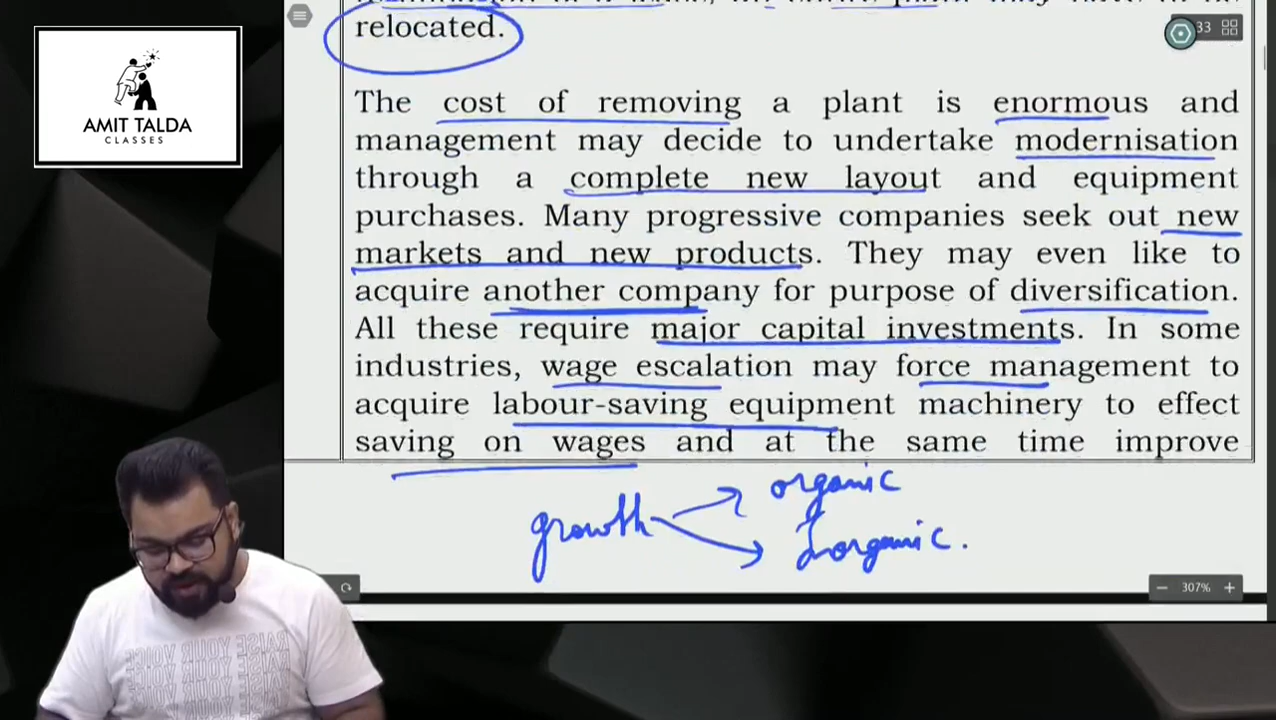 relocated.
33
AMIT TALDA
CLASSES
The cost of removing a plant is enormous and
management may decide to undertake modernisation
through a complete new layout and equipment
purchases. Many progressive companies seek out new
markets and new products. They may even like to
acquire another company for purpose of diversification.
All these require major capital investments. In some
industries, wage escalation may force management to
acquire labour-saving equipment machinery to effect
saving on wages and at the same time improve
growth organic
Inorganic.
307%
RAISE YOUR VOICE